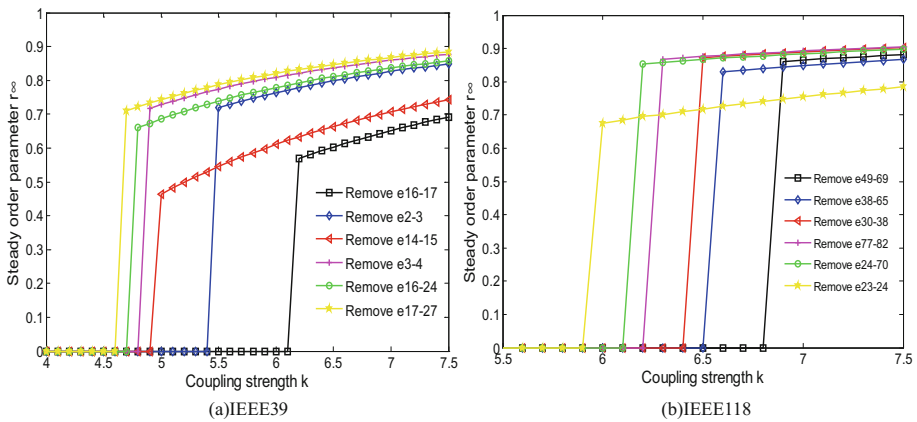 1
0.9
0.8
0.7
0.6
0.5
0.4
0.3
0.2
0.1
0
Steady order parameter r∞
4
4.5
5
5.5
6
6.5
7
7.5
Coupling strength k
Remove e16-17
Remove e2-3
Remove e14-15
Remove e3-4
Remove e16-24
Remove e17-27
(a)IEEE39
1
0.9
0.8
0.7
0.6
0.5
0.4
0.3
0.2
0.1
0
Steady order parameter r∞
5.5
6
6.5
7
7.5
Coupling strength k
Remove e49-69
Remove e38-65
Remove e30-38
Remove e77-82
Remove e24-70
Remove e23-24
(b)IEEE118